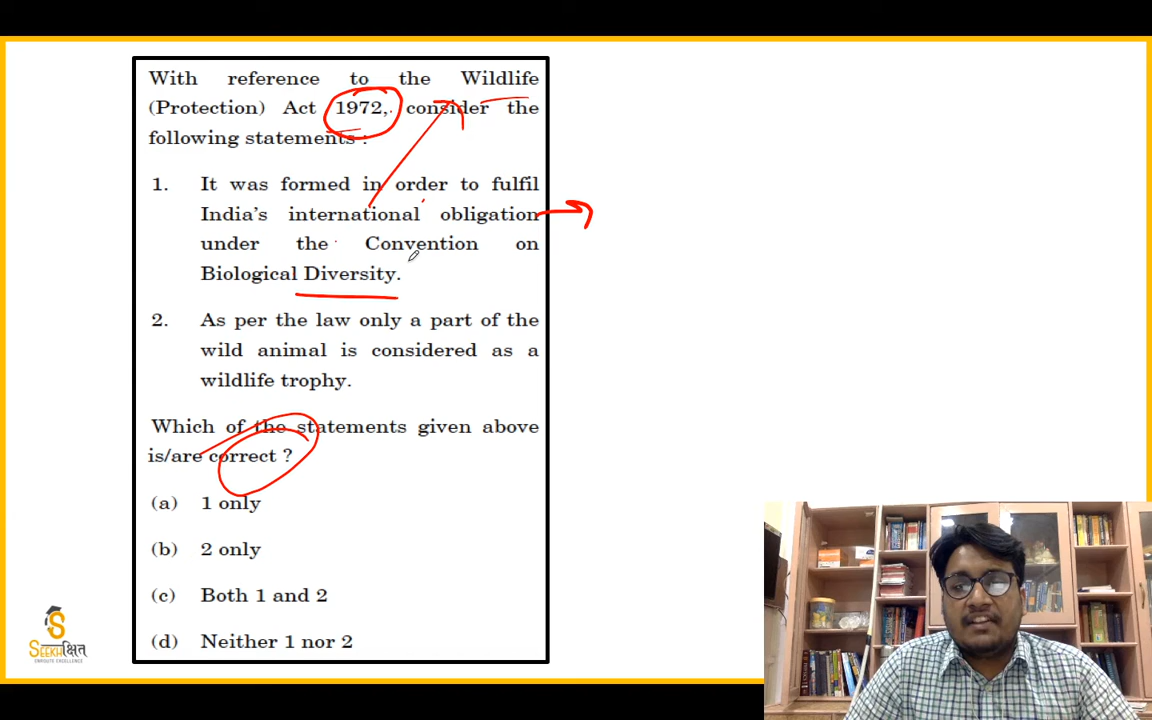 With reference to the Wildlife
(Protection) Act 1972, consider the
following statements :
1. It was formed in order to fulfil
India's international obligation
under the Convention on
Biological Diversity.
2. As per the law only a part of the
wild animal is considered as a
wildlife trophy.
Which of the statements given above
is/are correct ?
(a) 1 only
(b) 2 only
(c) Both 1 and 2
(d) Neither 1 nor 2
SEEKHक्षित